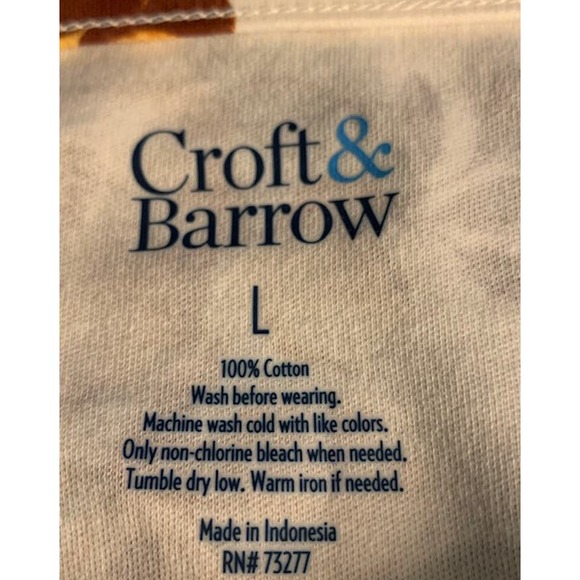 Croft&
Barrow
L
100% Cotton
Wash before wearing.
Machine wash cold with like colors.
Only non-chlorine bleach when needed.
Tumble dry low. Warm iron if needed.
Made in Indonesia
RN# 73277